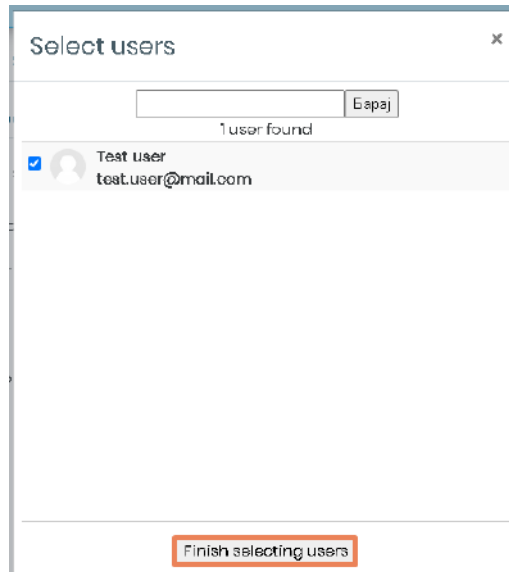 Select users
×
Барај
1 user found
Test user
test.user@mail.com
Finish selecting users